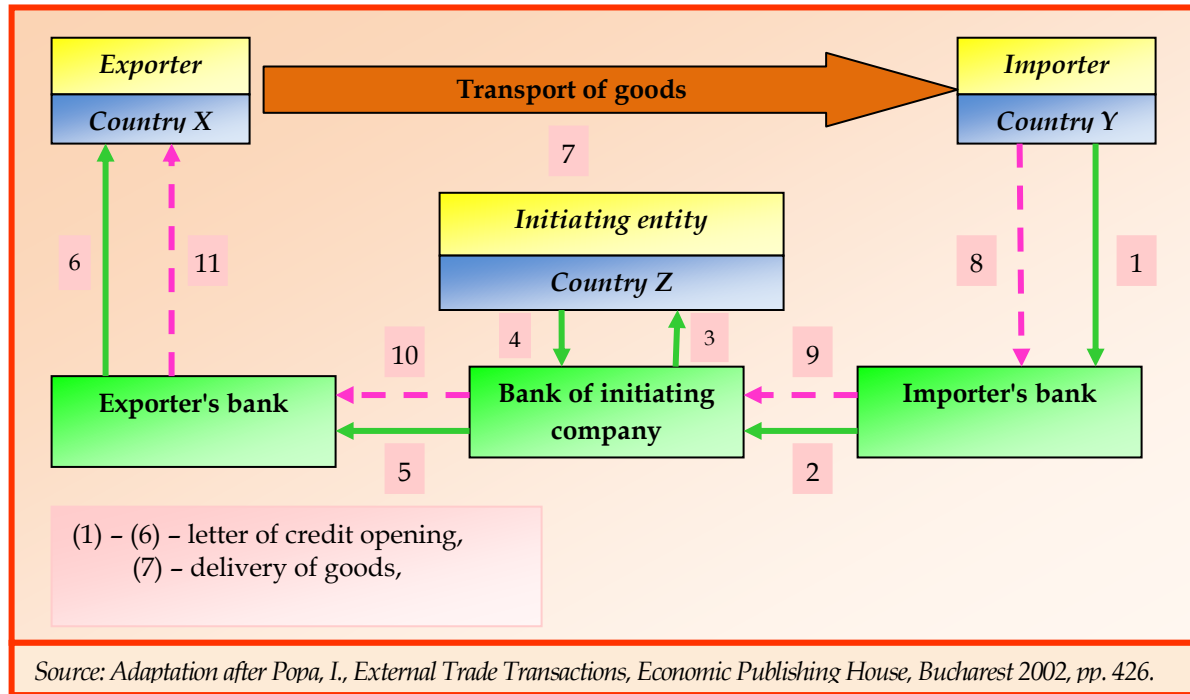 Exporter
Country X
Transport of goods
Importer
Country Y
7
Initiating entity
Country Z
6
11
8
1
4
3
10
9
Exporter's bank
Bank of initiating
company
Importer's bank
5
2
(1) – (6) – letter of credit opening,
(7) – delivery of goods,
Source: Adaptation after Popa, I., External Trade Transactions, Economic Publishing House, Bucharest 2002, pp. 426.